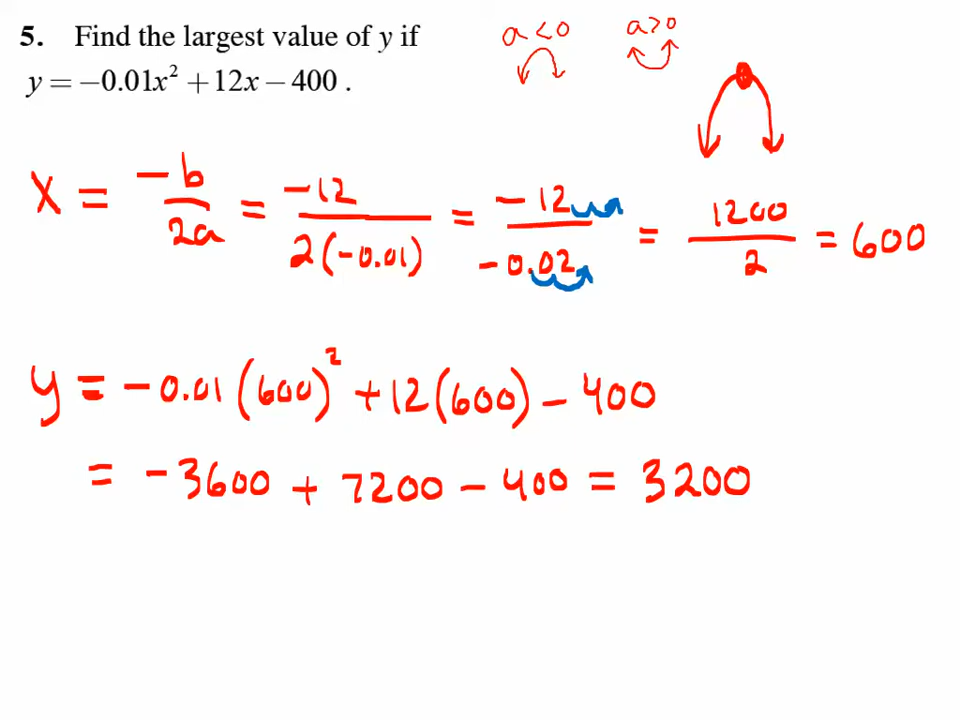 5. Find the largest value of y if
y = −0.01x² + 12x − 400 .
a < 0
a > 0
x = −b/2a = −12/2(−0.01) = −12/−0.02 = 1200/2 = 600
y = −0.01(600)² + 12(600) − 400
= −3600 + 7200 − 400 = 3200